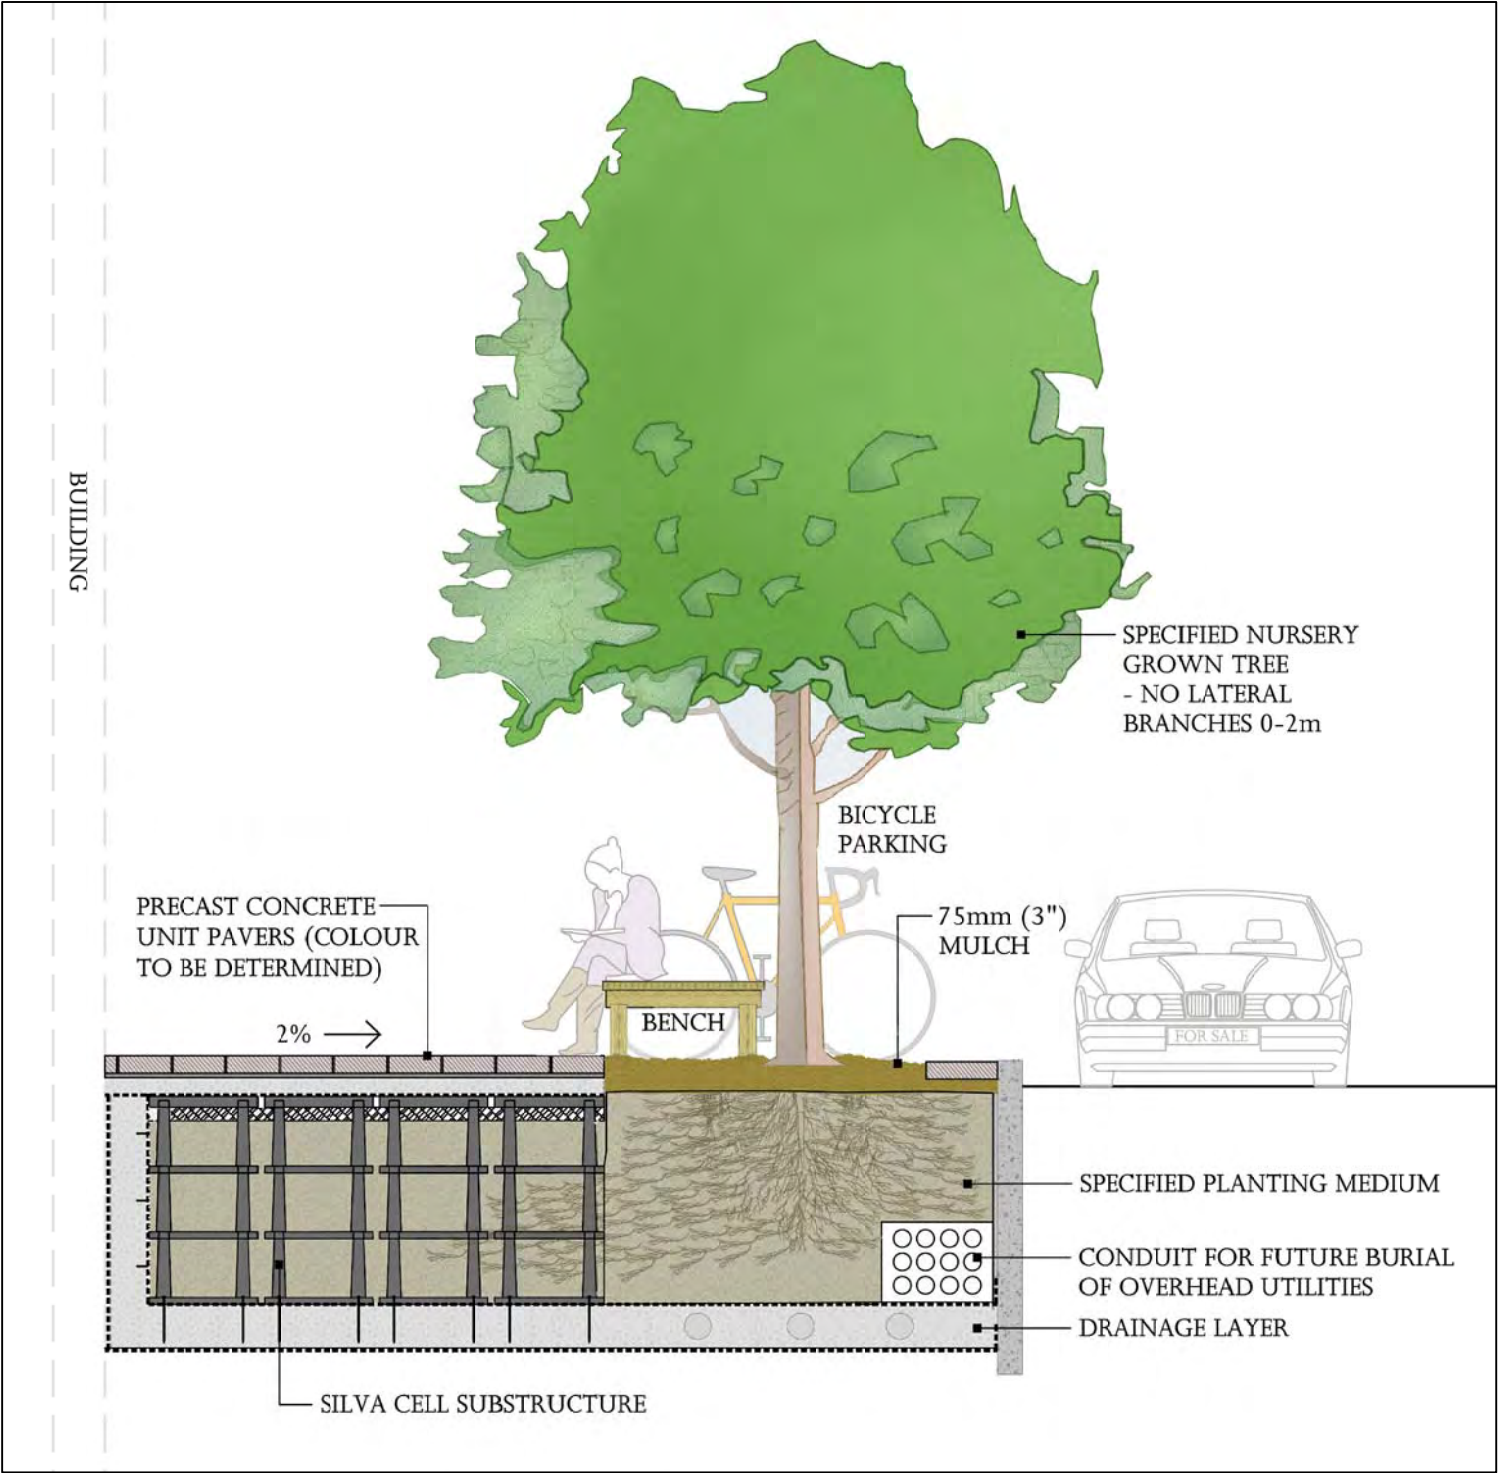 BUILDING
SPECIFIED NURSERY
GROWN TREE
- NO LATERAL
BRANCHES 0-2m
BICYCLE
PARKING
PRECAST CONCRETE
UNIT PAVERS (COLOUR
TO BE DETERMINED)
75mm (3")
MULCH
2%
BENCH
FOR SALE
SPECIFIED PLANTING MEDIUM
CONDUIT FOR FUTURE BURIAL
OF OVERHEAD UTILITIES
DRAINAGE LAYER
SILVA CELL SUBSTRUCTURE